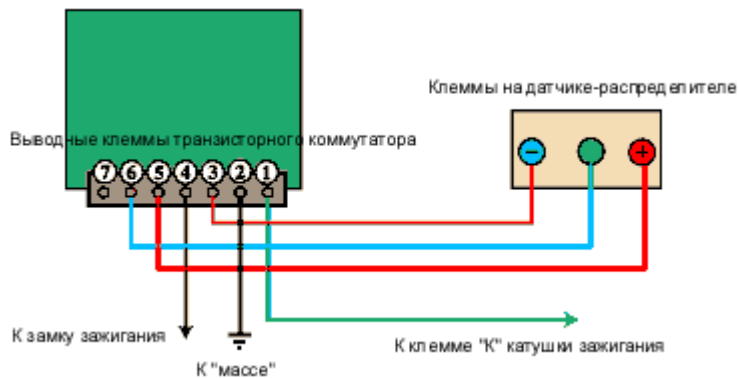 Клеммы на датчике-распределителе
Выводные клеммы транзисторного коммутатора
7 6 5 4 3 2 1
− +
К замку зажигания
К "массе"
К клемме "К" катушки зажигания